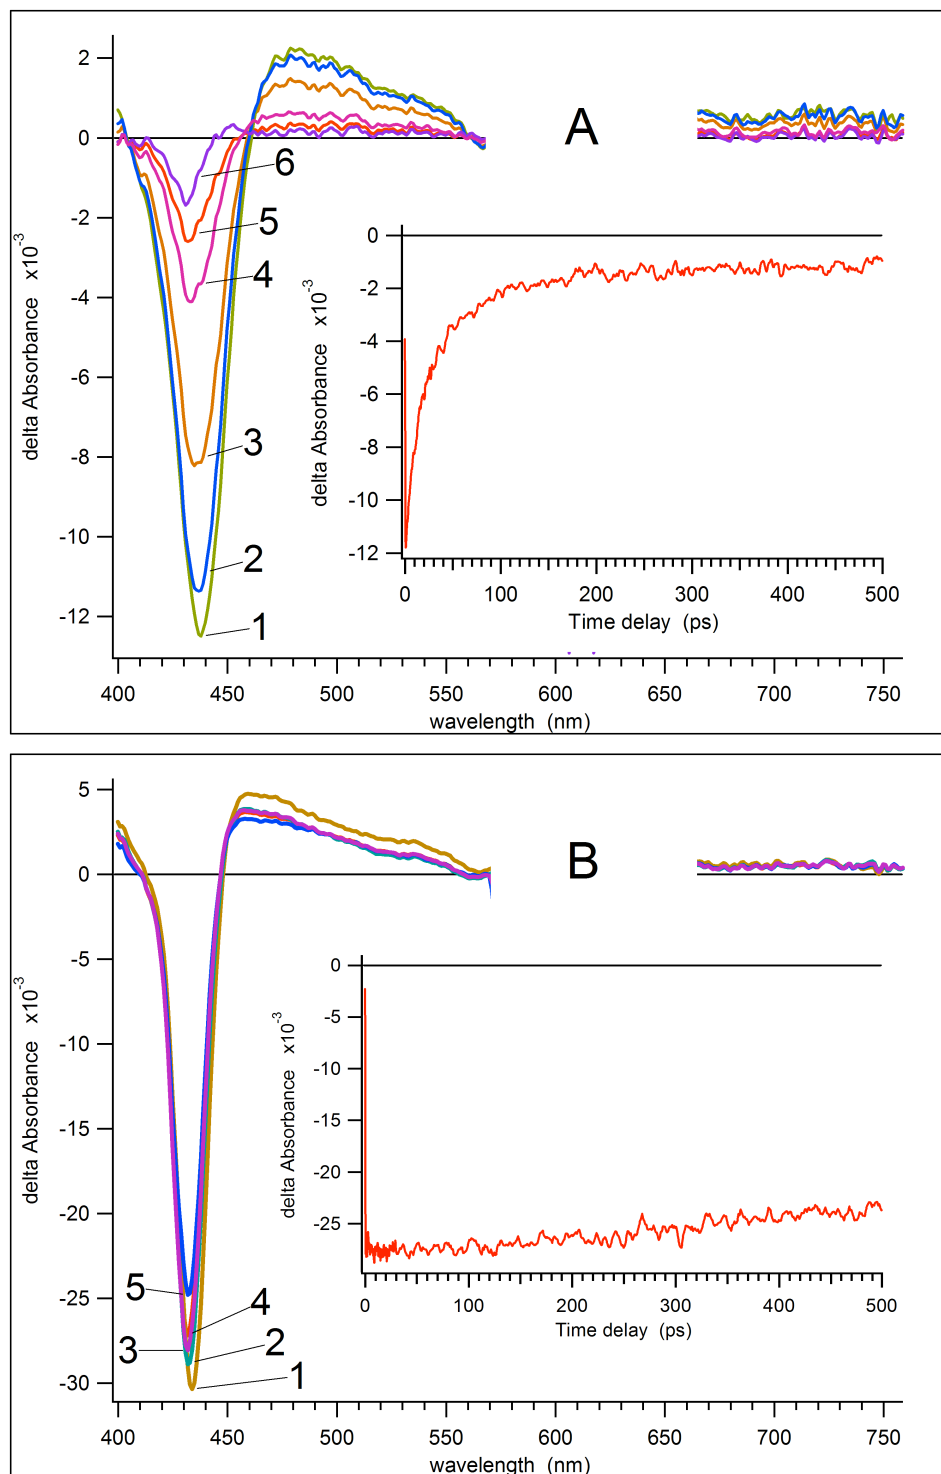 A
2
0
-2
-4
-6
-8
-10
-12
delta Absorbance x10⁻³
6
5
4
3
2
1
0
-2
-4
-6
-8
-10
-12
delta Absorbance x10⁻³
0 100 200 300 400 500
Time delay (ps)
400 450 500 550 600 650 700 750
wavelength (nm)
B
5
0
-5
-10
-15
-20
-25
-30
delta Absorbance x10⁻³
5
4
3
2
1
0
-5
-10
-15
-20
-25
delta Absorbance x10⁻³
0 100 200 300 400 500
Time delay (ps)
400 450 500 550 600 650 700 750
wavelength (nm)